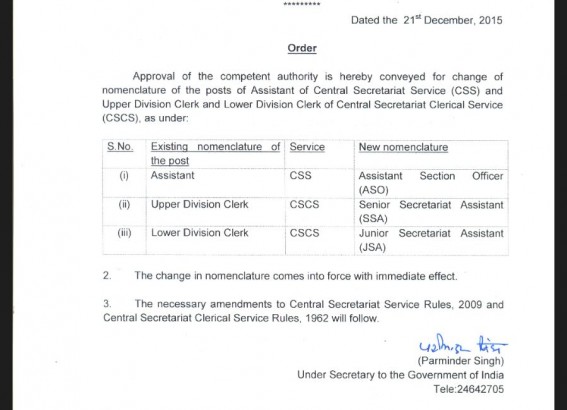 *********
Dated the 21st December, 2015
Order
Approval of the competent authority is hereby conveyed for change of
nomenclature of the posts of Assistant of Central Secretariat Service (CSS) and
Upper Division Clerk and Lower Division Clerk of Central Secretariat Clerical Service
(CSCS), as under:
S.No. Existing nomenclature of the post Service New nomenclature
(i) Assistant CSS Assistant Section Officer (ASO)
(ii) Upper Division Clerk CSCS Senior Secretariat Assistant (SSA)
(iii) Lower Division Clerk CSCS Junior Secretariat Assistant (JSA)
2. The change in nomenclature comes into force with immediate effect.
3. The necessary amendments to Central Secretariat Service Rules, 2009 and
Central Secretariat Clerical Service Rules, 1962 will follow.
(Parminder Singh)
Under Secretary to the Government of India
Tele:24642705